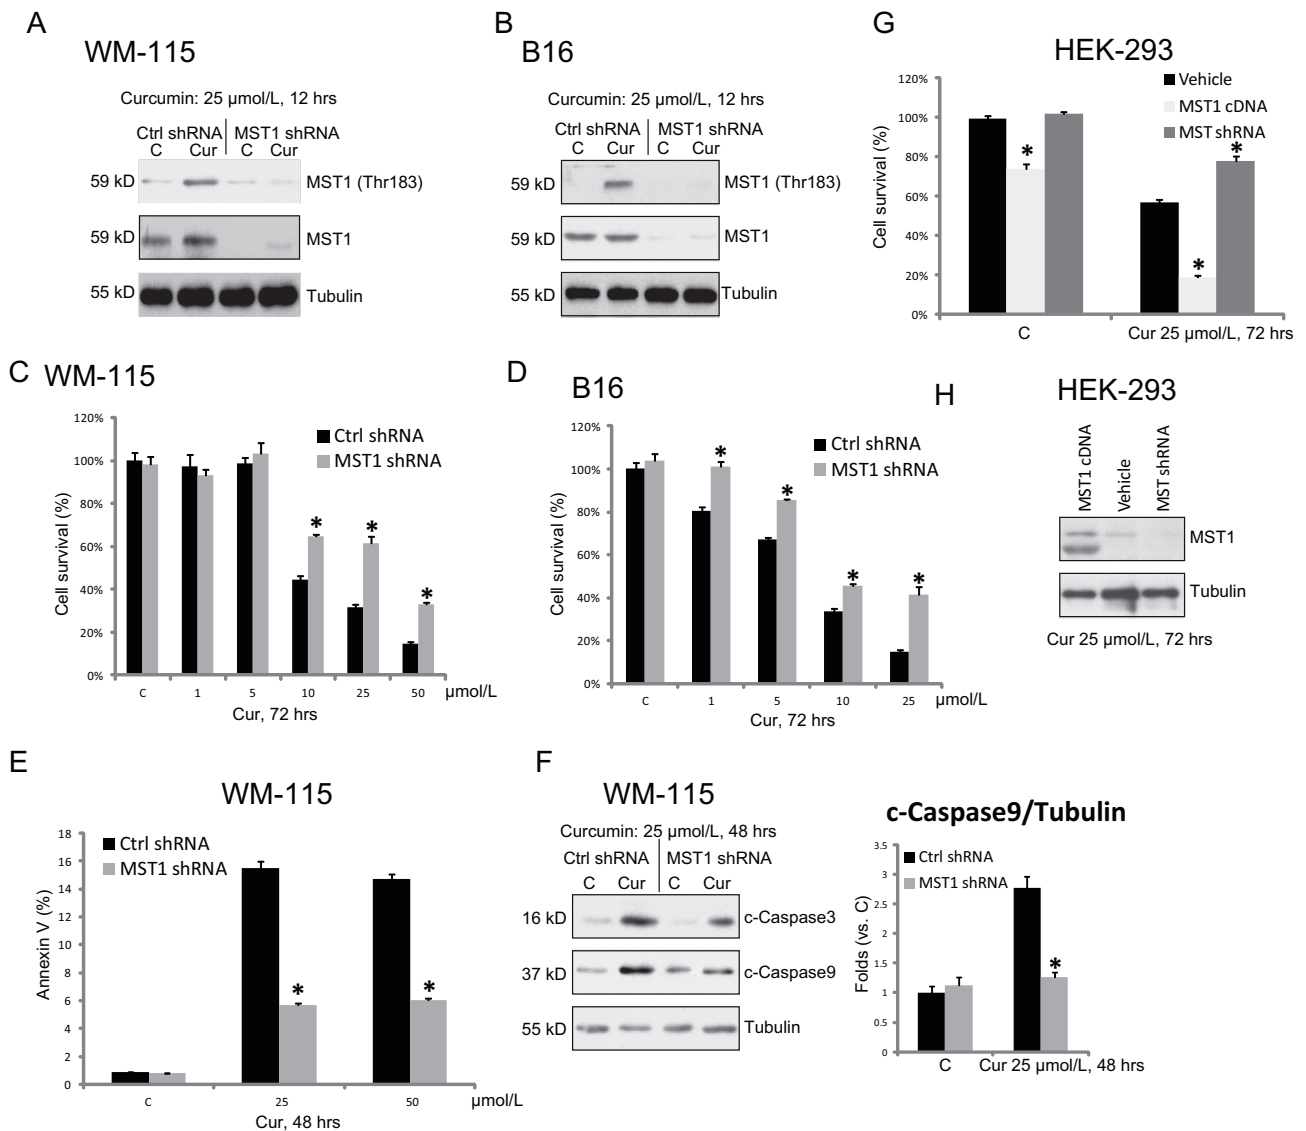 A
WM-115
Curcumin: 25 µmol/L, 12 hrs
Ctrl shRNA MST1 shRNA
C Cur C Cur
59 kD MST1 (Thr183)
59 kD MST1
55 kD Tubulin
B
B16
Curcumin: 25 µmol/L, 12 hrs
Ctrl shRNA MST1 shRNA
C Cur C Cur
59 kD MST1 (Thr183)
59 kD MST1
55 kD Tubulin
G
HEK-293
Vehicle
MST1 cDNA
MST shRNA
Cell survival (%)
120%
100%
80%
60%
40%
20%
0%
* * *
C Cur 25 µmol/L, 72 hrs
C WM-115
Ctrl shRNA
MST1 shRNA
Cell survival (%)
120%
100%
80%
60%
40%
20%
0%
* * *
C 1 5 10 25 50 µmol/L
Cur, 72 hrs
D
B16
Ctrl shRNA
MST1 shRNA
Cell survival (%)
120%
100%
80%
60%
40%
20%
0%
* * * *
C 1 5 10 25 µmol/L
Cur, 72 hrs
H
HEK-293
MST1 cDNA
Vehicle
MST shRNA
MST1
Tubulin
Cur 25 µmol/L, 72 hrs
E
WM-115
Ctrl shRNA
MST1 shRNA
Annexin V (%)
18
16
14
12
10
8
6
4
2
0
* *
C 25 50 µmol/L
Cur, 48 hrs
F
WM-115
Curcumin: 25 µmol/L, 48 hrs
Ctrl shRNA MST1 shRNA
C Cur C Cur
16 kD c-Caspase3
37 kD c-Caspase9
55 kD Tubulin
c-Caspase9/Tubulin
Ctrl shRNA
MST1 shRNA
Folds (vs. C)
3.5
3
2.5
2
1.5
1
0.5
0
*
C Cur 25 µmol/L, 48 hrs